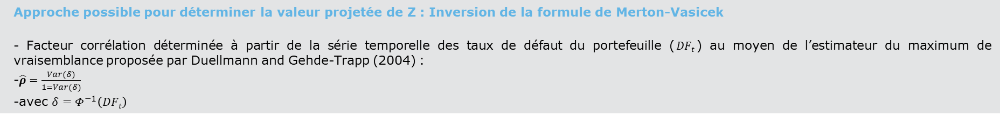 Approche possible pour déterminer la valeur projetée de Z : Inversion de la formule de Merton–Vasicek
- Facteur corrélation déterminée à partir de la série temporelle des taux de défaut du portefeuille (𝐷𝐹ₜ) au moyen de l’estimateur du maximum de
vraisemblance proposée par Duellmann and Gehde-Trapp (2004) :
-ρ̂ = Var(δ) / 1=Var(δ)
-avec δ = Φ⁻¹(DFₜ)